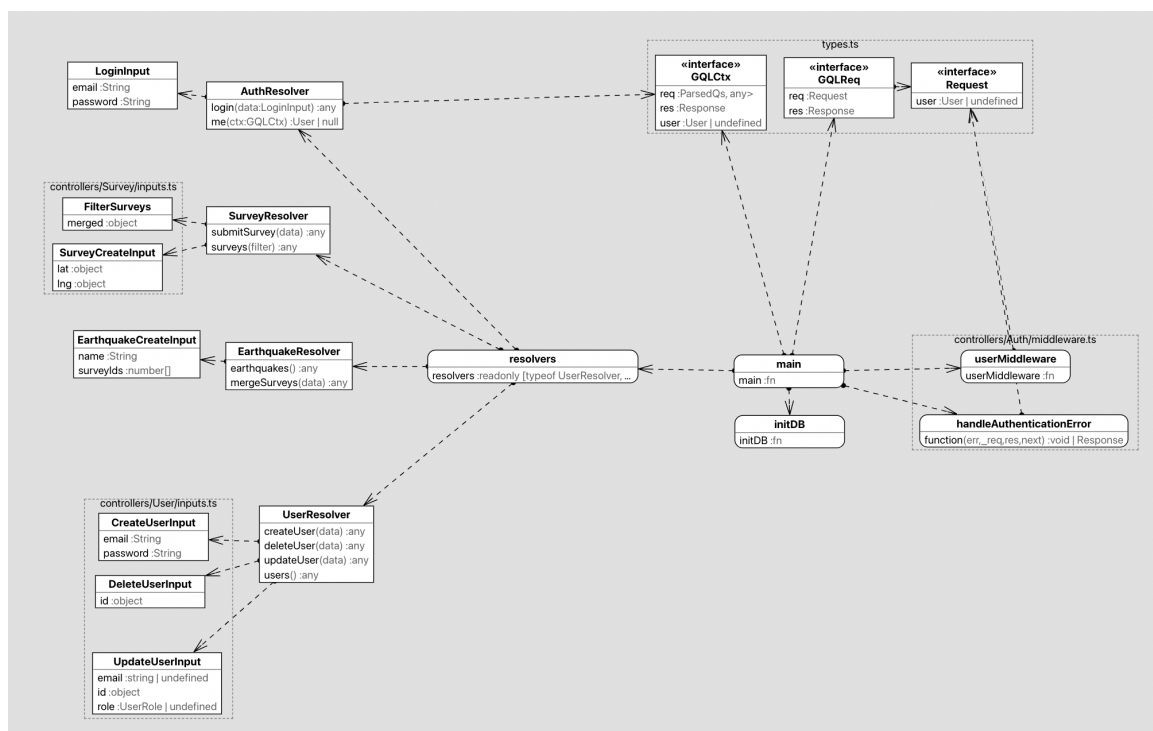 types.ts
LoginInput
email :String
password :String
AuthResolver
login(data:LoginInput) :any
me(ctx:GQLCtx) :User | null
«interface»
GQLCtx
req :ParsedQs, any>
res :Response
user :User | undefined
«interface»
GQLReq
req :Request
res :Response
«interface»
Request
user :User | undefined
controllers/Survey/inputs.ts
FilterSurveys
merged :object
SurveyCreateInput
lat :object
lng :object
SurveyResolver
submitSurvey(data) :any
surveys(filter) :any
EarthquakeCreateInput
name :String
surveyIds :number[]
EarthquakeResolver
earthquakes() :any
mergeSurveys(data) :any
resolvers
resolvers :readonly [typeof UserResolver, ...
main
main :fn
initDB
initDB :fn
controllers/Auth/middleware.ts
userMiddleware
userMiddleware :fn
handleAuthenticationError
function(err,_req,res,next) :void | Response
controllers/User/inputs.ts
CreateUserInput
email :String
password :String
DeleteUserInput
id :object
UpdateUserInput
email :string | undefined
id :object
role :UserRole | undefined
UserResolver
createUser(data) :any
deleteUser(data) :any
updateUser(data) :any
users() :any